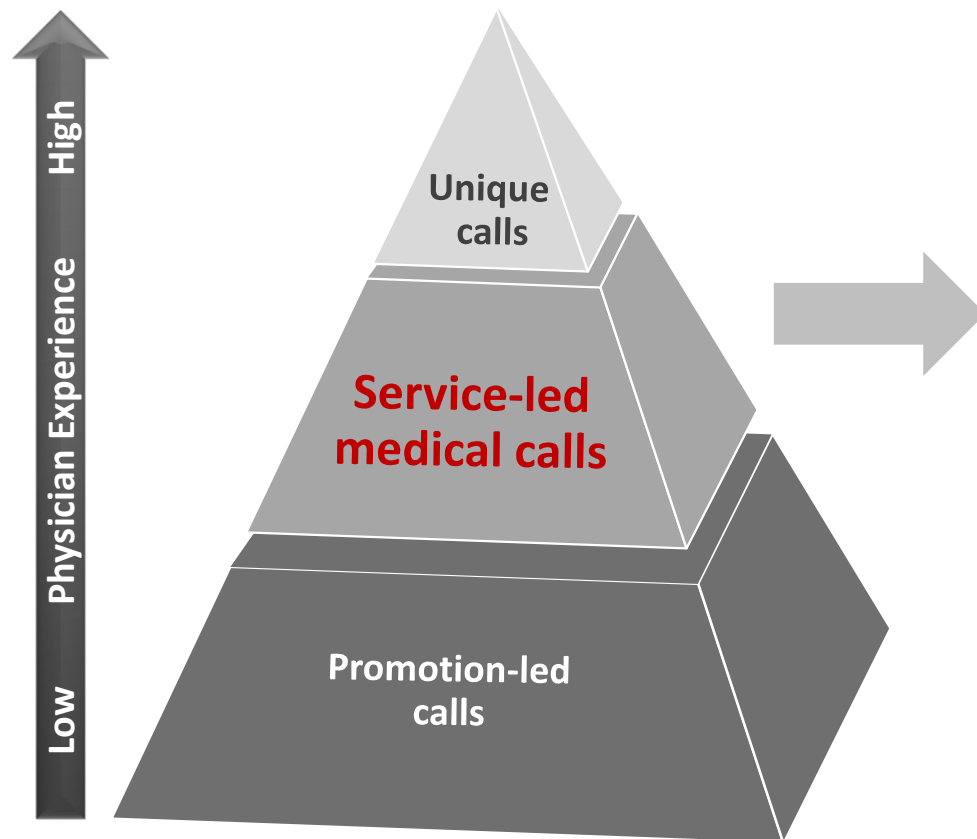 Low Physician Experience High
Unique
calls
Service-led
medical calls
Promotion-led
calls